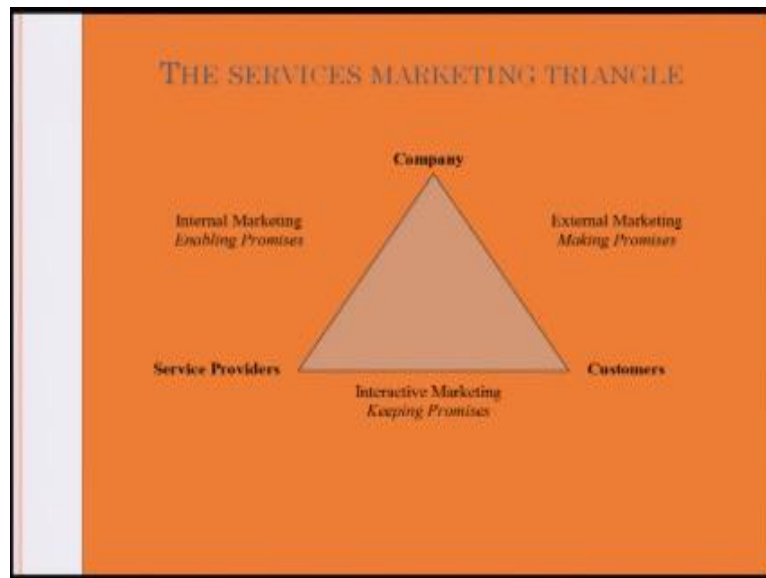 THE SERVICES MARKETING TRIANGLE
Company
Internal Marketing
Enabling Promises
External Marketing
Making Promises
Service Providers
Customers
Interactive Marketing
Keeping Promises